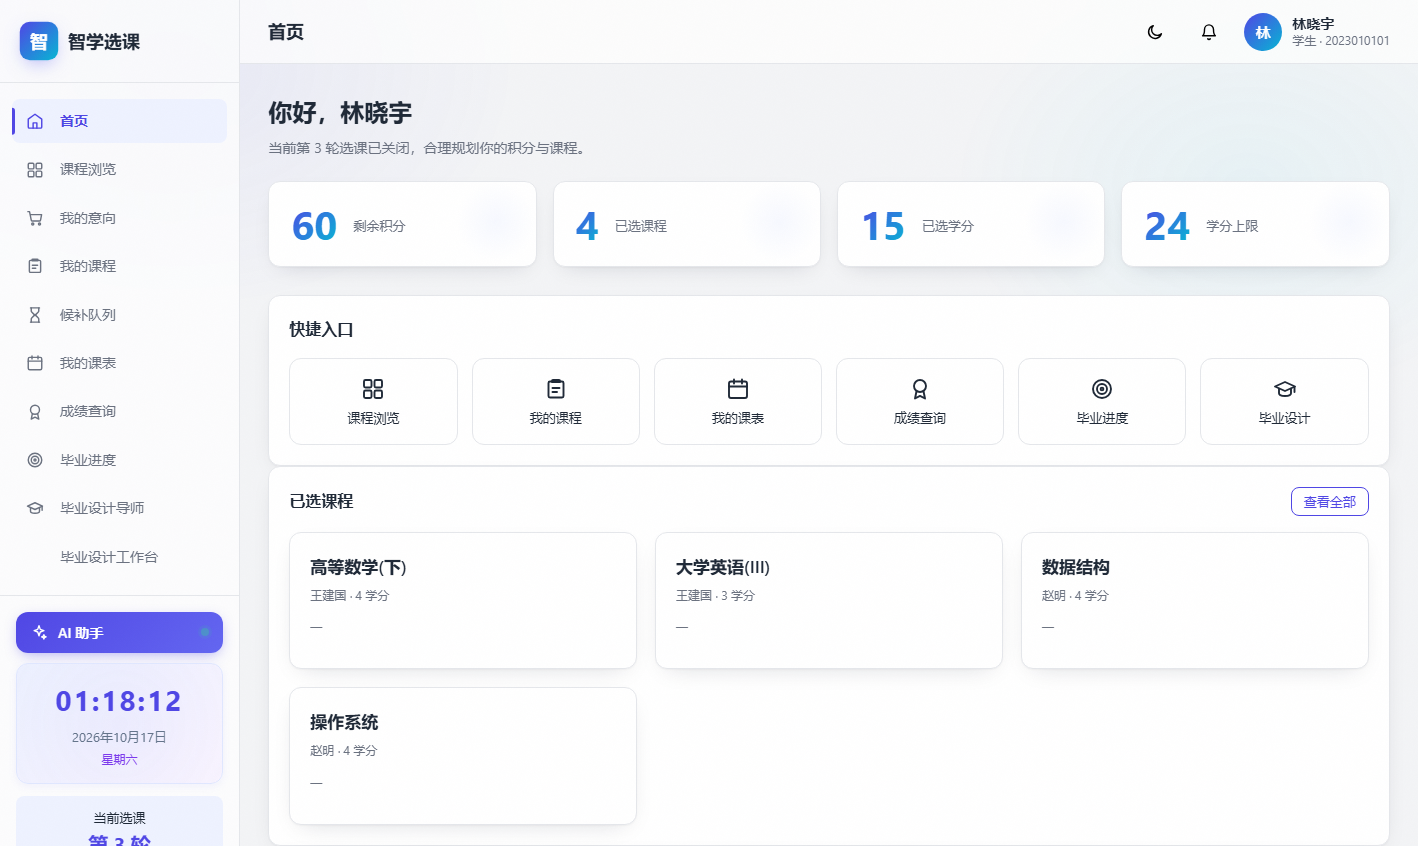 智 智学选课
首页
课程浏览
我的意向
我的课程
候补队列
我的课表
成绩查询
毕业进度
毕业设计导师
毕业设计工作台
AI 助手
01:18:12
2026年10月17日
星期六
当前选课
第 3 轮
首页
林
林晓宇
学生 · 2023010101
你好，林晓宇
当前第 3 轮选课已关闭，合理规划你的积分与课程。
60 剩余积分
4 已选课程
15 已选学分
24 学分上限
快捷入口
课程浏览
我的课程
我的课表
成绩查询
毕业进度
毕业设计
已选课程
查看全部
高等数学(下)
王建国 · 4 学分
—
大学英语(III)
王建国 · 3 学分
—
数据结构
赵明 · 4 学分
—
操作系统
赵明 · 4 学分
—